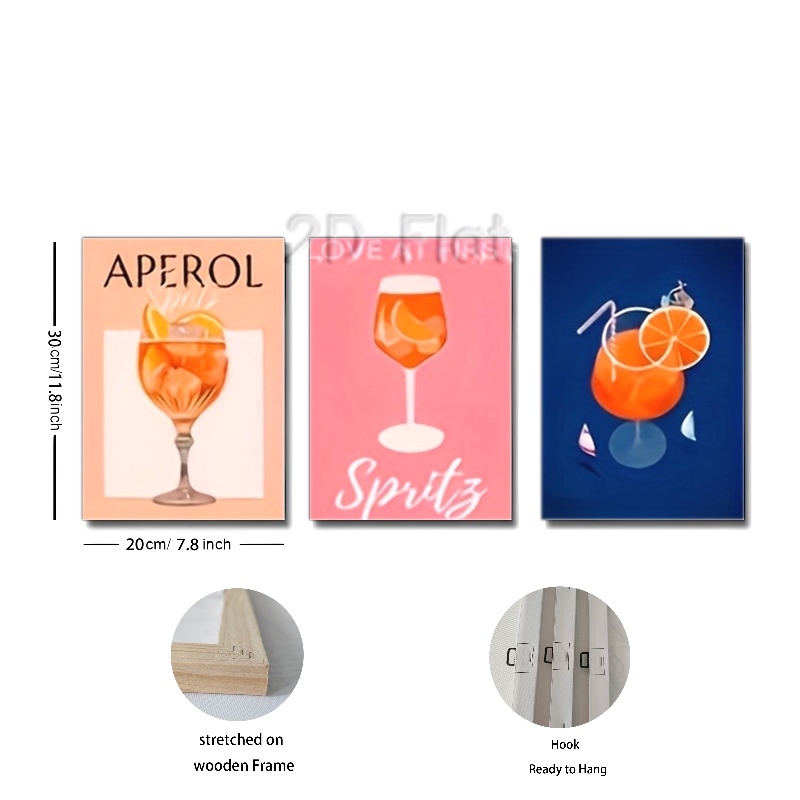 2D Flat
LOVE AT FIRST
APEROL
Spritz
30cm/11.8inch
20cm/ 7.8 inch
stretched on
wooden Frame
Hook
Ready to Hang